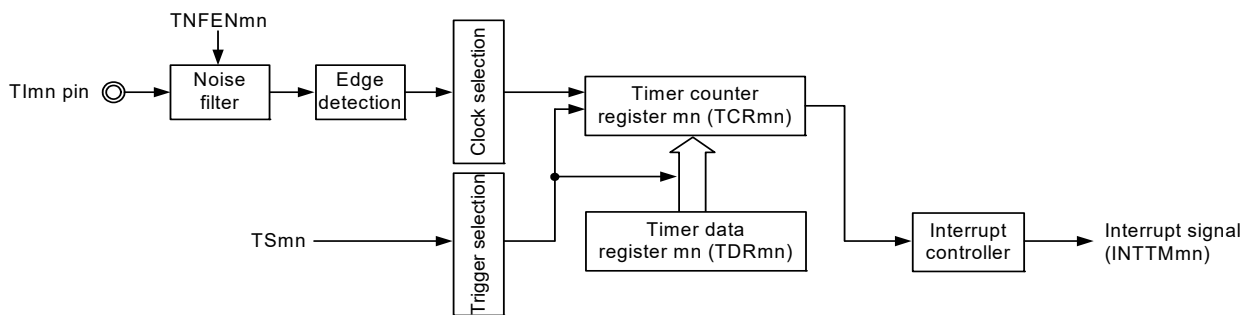 TNFENmn
TImn pin
Noise
filter
Edge
detection
Clock selection
Timer counter
register mn (TCRmn)
TSmn
Trigger selection
Timer data
register mn (TDRmn)
Interrupt
controller
Interrupt signal
(INTTMmn)